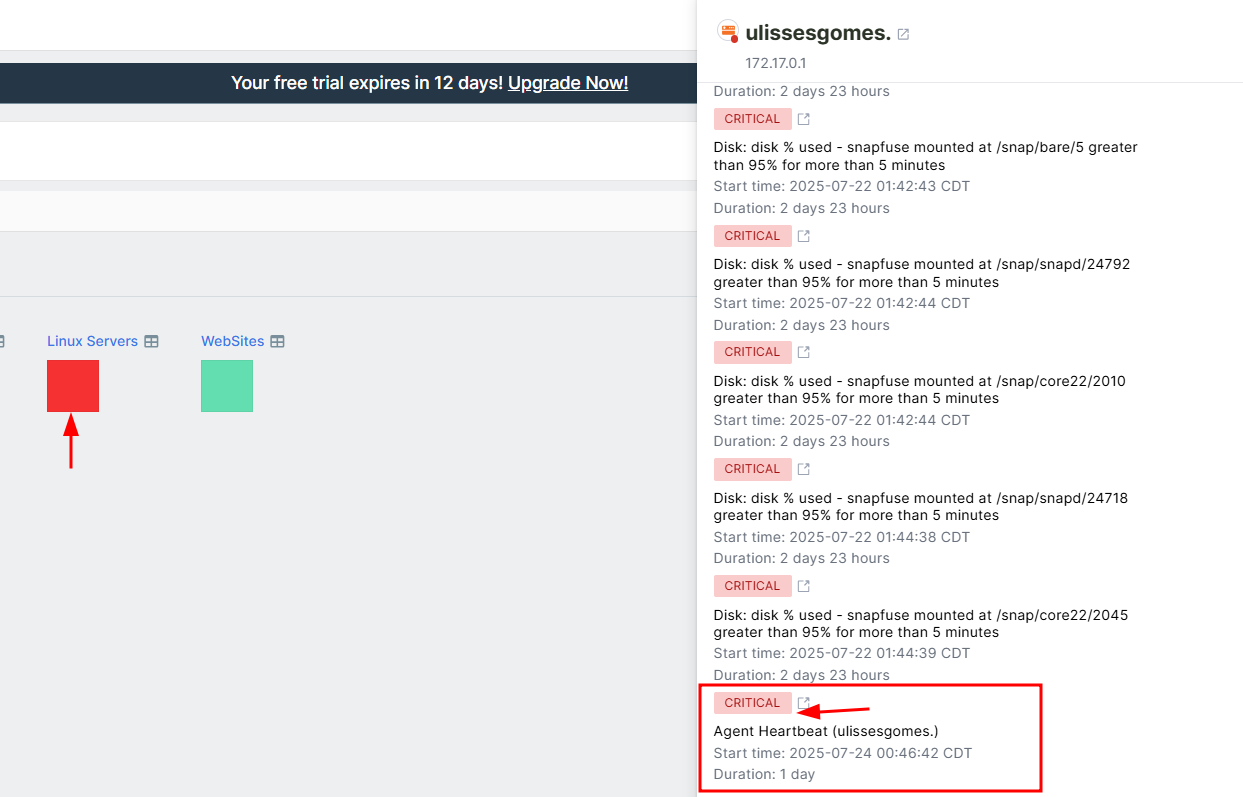 ulissesgomes.
172.17.0.1
Your free trial expires in 12 days! Upgrade Now!
Linux Servers
WebSites
Duration: 2 days 23 hours
CRITICAL
Disk: disk % used - snapfuse mounted at /snap/bare/5 greater
than 95% for more than 5 minutes
Start time: 2025-07-22 01:42:43 CDT
Duration: 2 days 23 hours
CRITICAL
Disk: disk % used - snapfuse mounted at /snap/snapd/24792
greater than 95% for more than 5 minutes
Start time: 2025-07-22 01:42:44 CDT
Duration: 2 days 23 hours
CRITICAL
Disk: disk % used - snapfuse mounted at /snap/core22/2010
greater than 95% for more than 5 minutes
Start time: 2025-07-22 01:42:44 CDT
Duration: 2 days 23 hours
CRITICAL
Disk: disk % used - snapfuse mounted at /snap/snapd/24718
greater than 95% for more than 5 minutes
Start time: 2025-07-22 01:44:38 CDT
Duration: 2 days 23 hours
CRITICAL
Disk: disk % used - snapfuse mounted at /snap/core22/2045
greater than 95% for more than 5 minutes
Start time: 2025-07-22 01:44:39 CDT
Duration: 2 days 23 hours
CRITICAL
Agent Heartbeat (ulissesgomes.)
Start time: 2025-07-24 00:46:42 CDT
Duration: 1 day